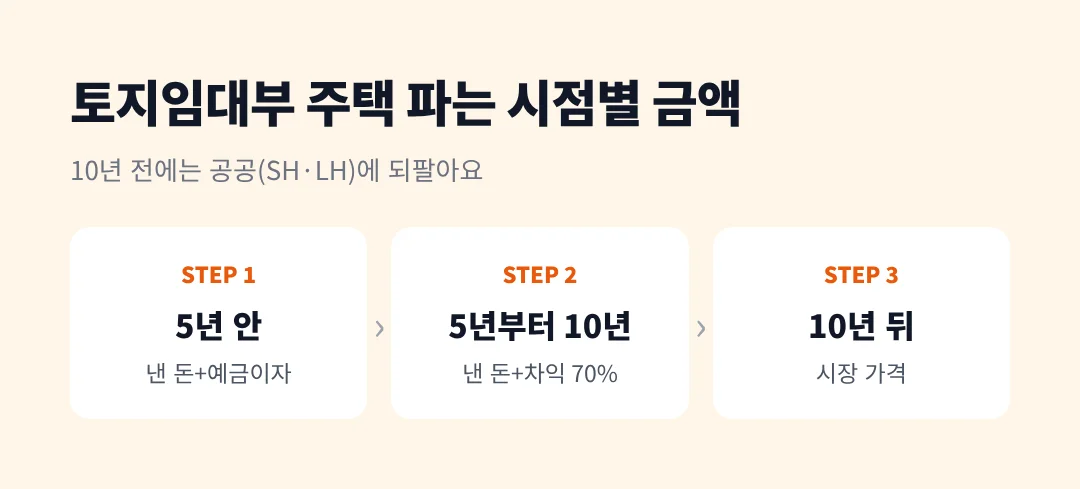 토지임대부 주택 파는 시점별 금액
10년 전에는 공공(SH·LH)에 되팔아요
STEP 1
5년 안
낸 돈+예금이자
›
STEP 2
5년부터 10년
낸 돈+차익 70%
›
STEP 3
10년 뒤
시장 가격